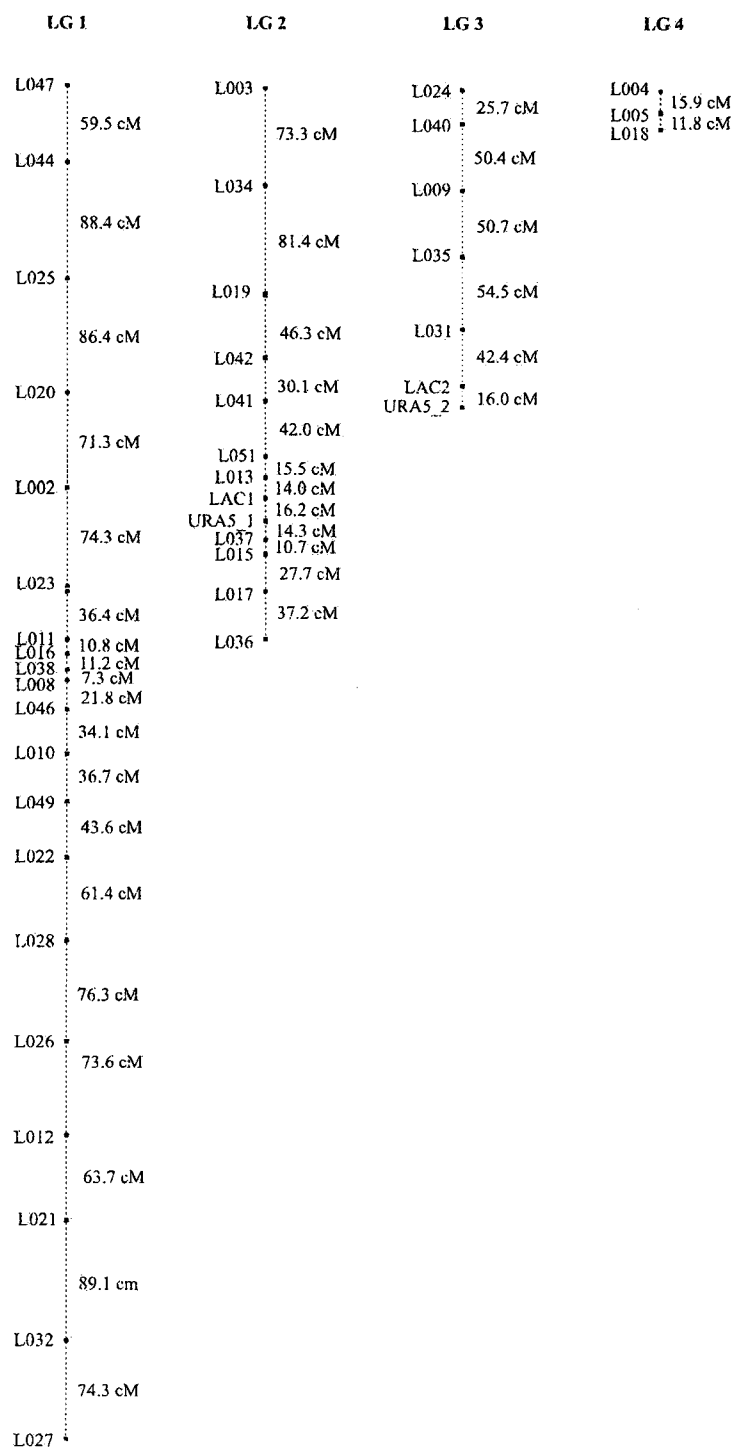 LG 1
L047
59.5 cM
L044
88.4 cM
L025
86.4 cM
L020
71.3 cM
L002
74.3 cM
L023
36.4 cM
L011
10.8 cM
L016
11.2 cM
L038
7.3 cM
L008
21.8 cM
L046
34.1 cM
L010
36.7 cM
L049
43.6 cM
L022
61.4 cM
L028
76.3 cM
L026
73.6 cM
L012
63.7 cM
L021
89.1 cm
L032
74.3 cM
L027
LG 2
L003
73.3 cM
L034
81.4 cM
L019
46.3 cM
L042
30.1 cM
L041
42.0 cM
L051
15.5 cM
L013
14.0 cM
LAC1
16.2 cM
URA5_1
14.3 cM
L037
10.7 cM
L015
27.7 cM
L017
37.2 cM
L036
LG 3
L024
25.7 cM
L040
50.4 cM
L009
50.7 cM
L035
54.5 cM
L031
42.4 cM
LAC2
16.0 cM
URA5_2
LG 4
L004
15.9 cM
L005
11.8 cM
L018